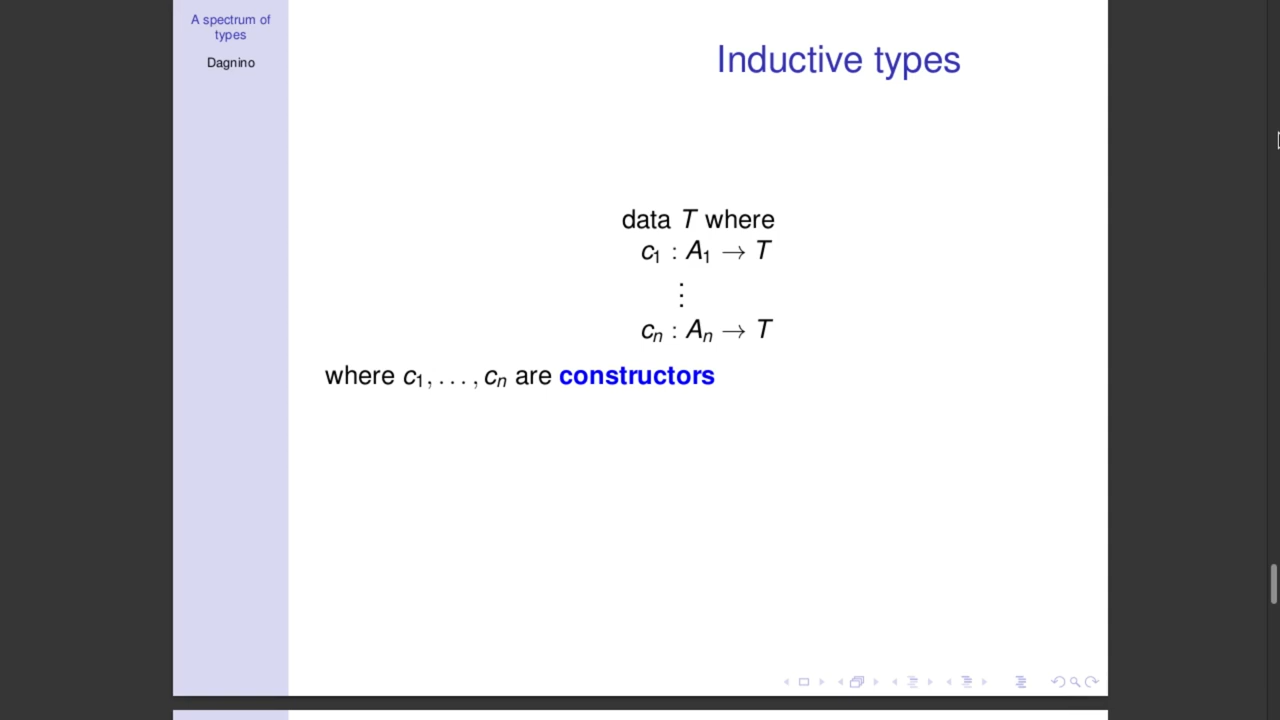 A spectrum of
types
Dagnino
Inductive types
data T where
c₁ : A₁ → T
⋮
cₙ : Aₙ → T
where c₁, . . . , cₙ are constructors